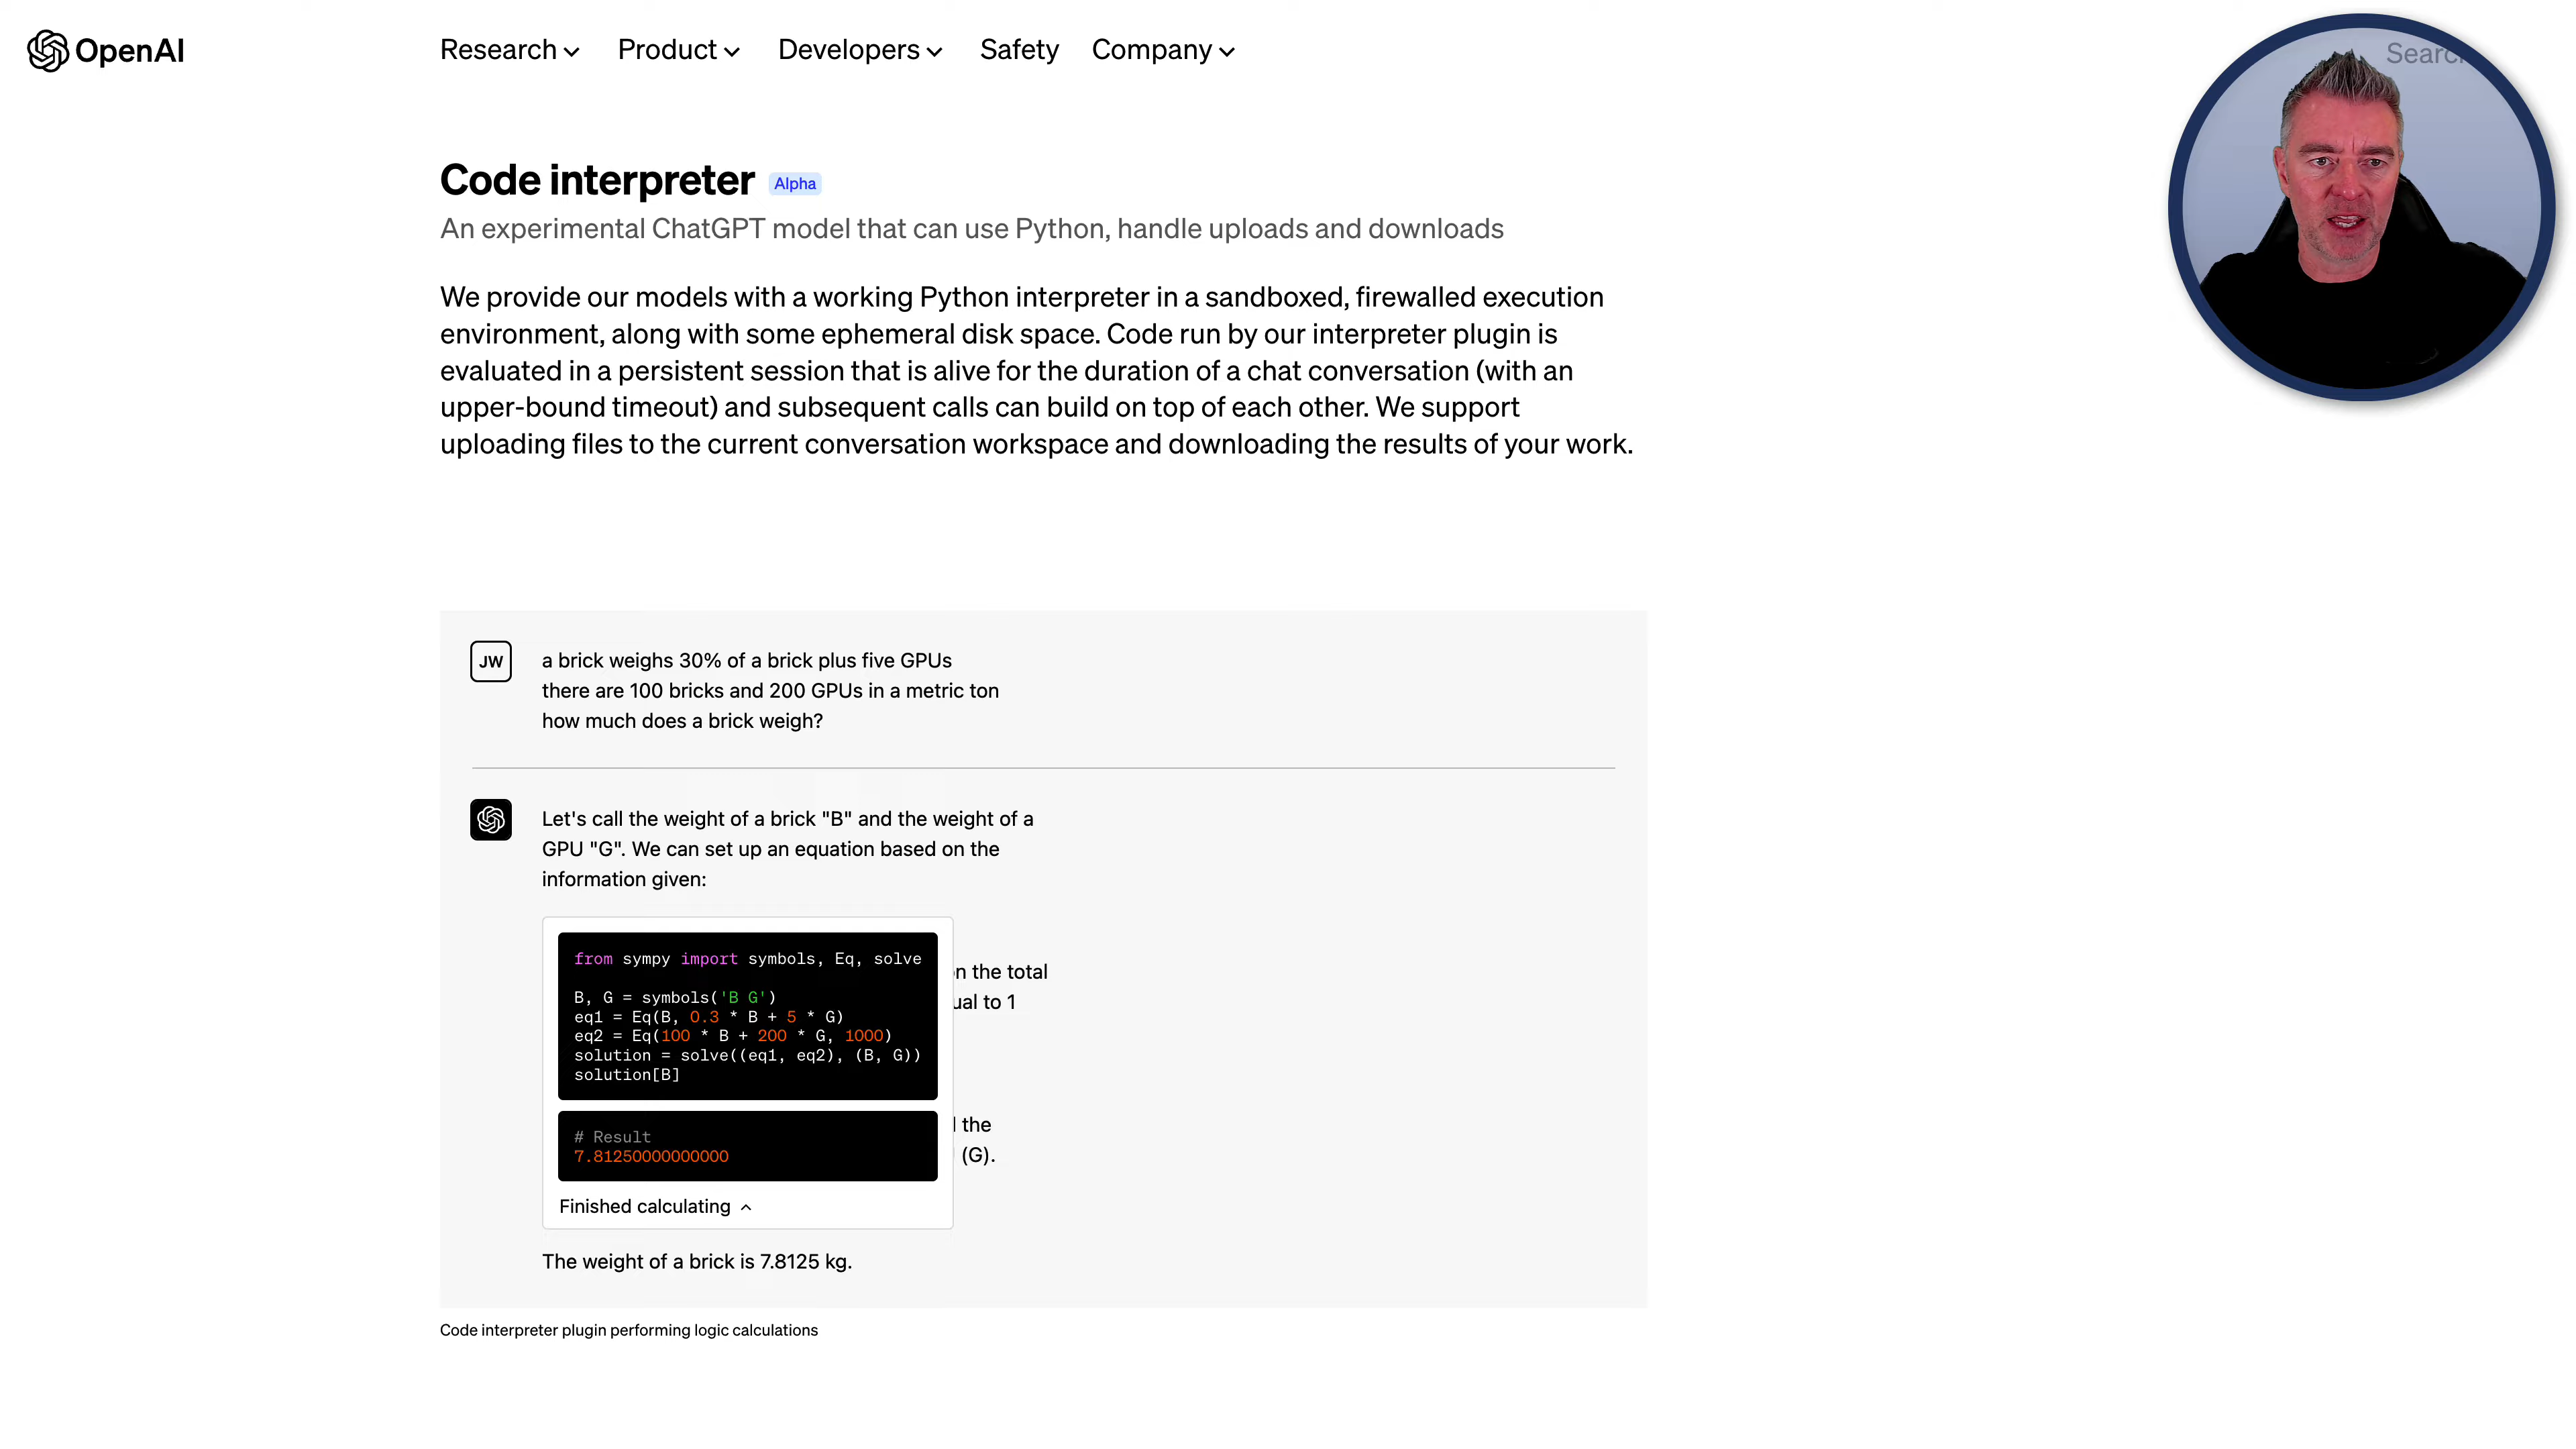 OpenAI
Research
Product
Developers
Safety
Company
Code interpreter
Alpha
An experimental ChatGPT model that can use Python, handle uploads and downloads
We provide our models with a working Python interpreter in a sandboxed, firewalled execution
environment, along with some ephemeral disk space. Code run by our interpreter plugin is
evaluated in a persistent session that is alive for the duration of a chat conversation (with an
upper-bound timeout) and subsequent calls can build on top of each other. We support
uploading files to the current conversation workspace and downloading the results of your work.
JW
a brick weighs 30% of a brick plus five GPUs
there are 100 bricks and 200 GPUs in a metric ton
how much does a brick weigh?
Let's call the weight of a brick "B" and the weight of a
GPU "G". We can set up an equation based on the
information given:
from sympy import symbols, Eq, solve
on the total
B, G = symbols('B G')
to 1
eq1 = Eq(B, 0.3 * B + 5 * G)
eq2 = Eq(100 * B + 200 * G, 1000)
solution = solve((eq1, eq2), (B, G))
solution[B]
the
# Result
7.81250000000000
(G).
Finished calculating
The weight of a brick is 7.8125 kg.
Code interpreter plugin performing logic calculations